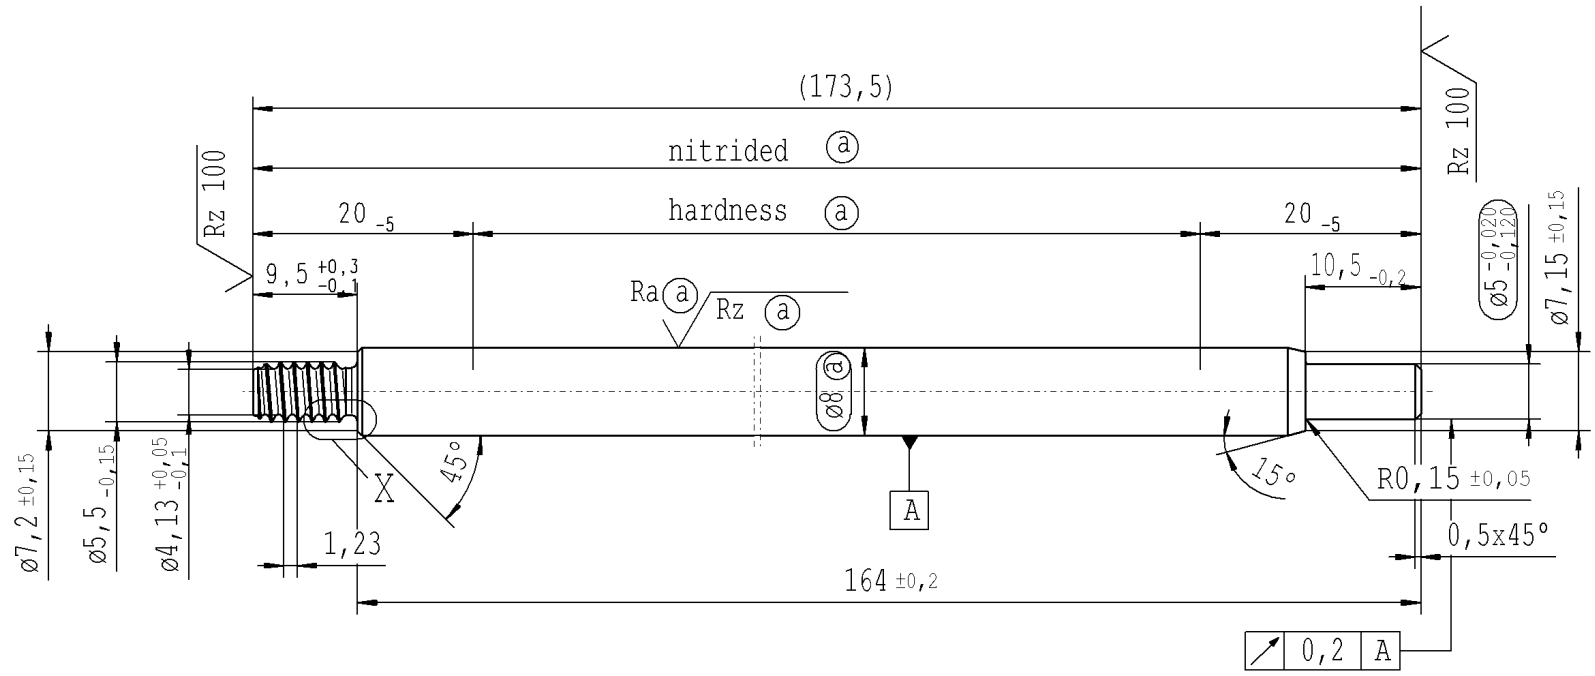 (173,5)
nitrided a
Rz 100
Rz 100
20 -5
hardness a
20 -5
9,5 +0,3 -0,1
10,5 -0,2
ø5 -0,020 -0,120
ø7,15 ±0,15
Ra a
Rz a
ø8 a
ø7,2 ±0,15
ø5,5 -0,15
ø4,13 +0,05 -0,1
X
45°
15°
A
R0,15 ±0,05
1,23
0,5x45°
164 ±0,2
0,2 A